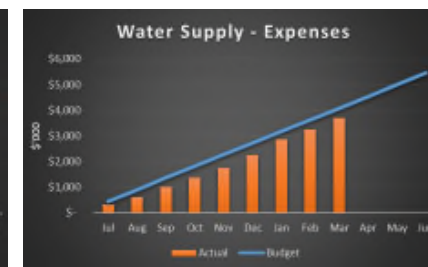 Water Supply - Expenses
$6,000
$5,000
$4,000
$3,000
$2,000
$1,000
$-
$'000
Jul Aug Sep Oct Nov Dec Jan Feb Mar Apr May
Actual Budget